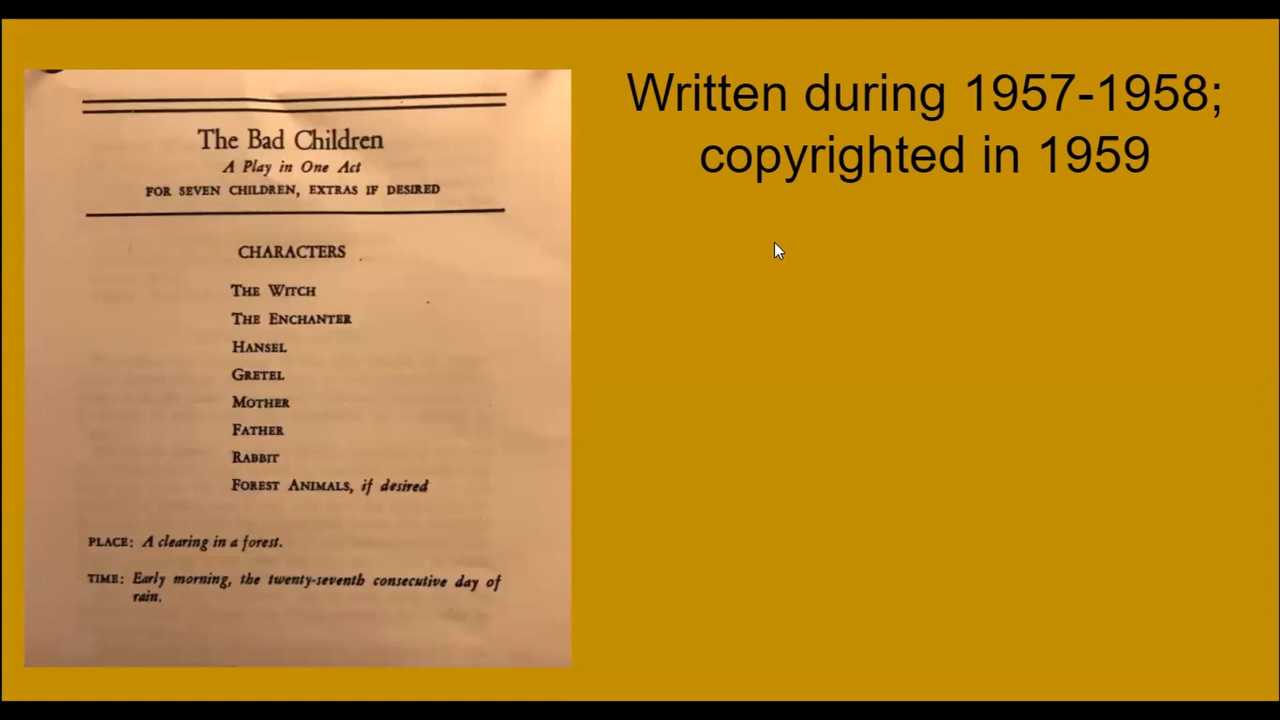 The Bad Children
A Play in One Act
FOR SEVEN CHILDREN, EXTRAS IF DESIRED
CHARACTERS
THE WITCH
THE ENCHANTER
HANSEL
GRETEL
MOTHER
FATHER
RABBIT
FOREST ANIMALS, if desired
PLACE: A clearing in a forest.
TIME: Early morning, the twenty-seventh consecutive day of
rain.
Written during 1957-1958;
copyrighted in 1959